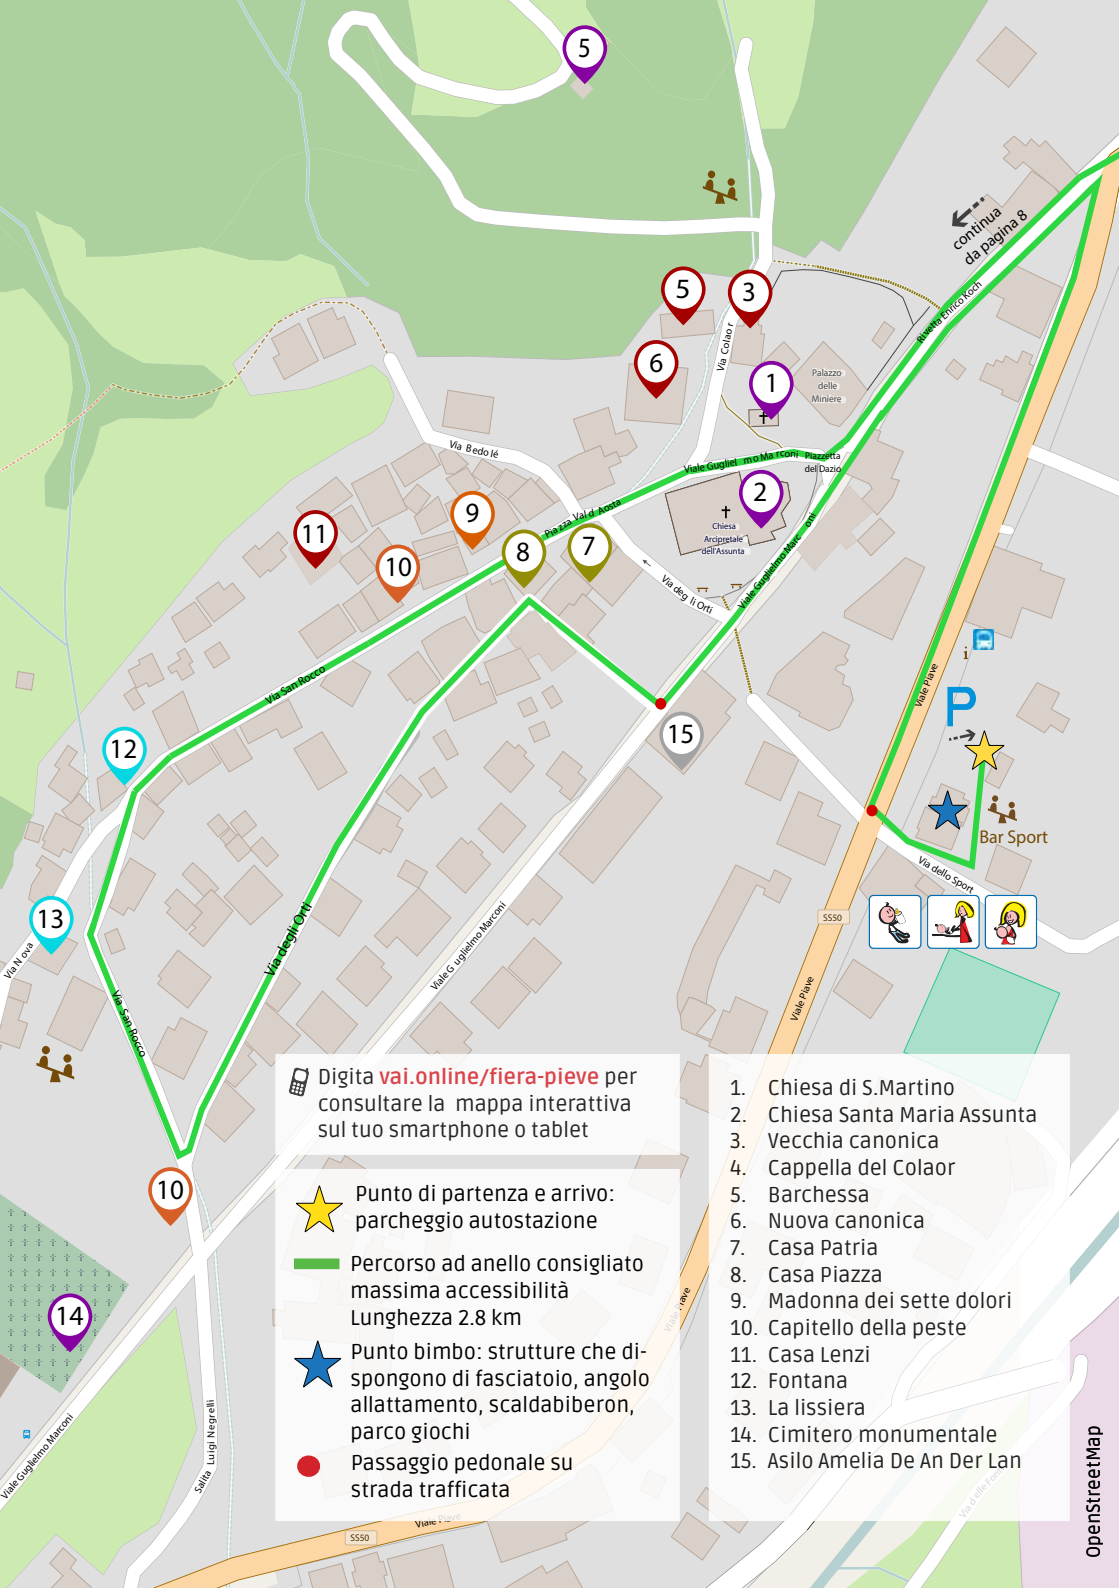 5
continua
da pagina 8
Rivetta Enrico Koch
5
3
Via Colaor
6
1
Palazzo
delle
Miniere
Via Bedolé
Viale Guglielmo Marconi
Piazzetta
del Dazio
2
Chiesa
Arcipretale
dell'Assunta
Piazza Val d'Aosta
9
11
8
7
10
Via degli Orti
Viale Guglielmo Marconi
i
Viale Piave
P
Via San Rocco
12
15
Bar Sport
Via dello Sport
13
Via Nova
Via degli Orti
Viale Guglielmo Marconi
SS50
Viale Piave
Via San Rocco
10
14
Viale Guglielmo Marconi
Salita Luigi Negrelli
Digita vai.online/fiera-pieve per
consultare la mappa interattiva
sul tuo smartphone o tablet
Punto di partenza e arrivo:
parcheggio autostazione
Percorso ad anello consigliato
massima accessibilità
Lunghezza 2.8 km
Punto bimbo: strutture che di-
spongono di fasciatoio, angolo
allattamento, scaldabiberon,
parco giochi
Passaggio pedonale su
strada trafficata
1. Chiesa di S.Martino
2. Chiesa Santa Maria Assunta
3. Vecchia canonica
4. Cappella del Colaor
5. Barchessa
6. Nuova canonica
7. Casa Patria
8. Casa Piazza
9. Madonna dei sette dolori
10. Capitello della peste
11. Casa Lenzi
12. Fontana
13. La lissiera
14. Cimitero monumentale
15. Asilo Amelia De An Der Lan
Viale Piave
Viale Piave
SS50
OpenStreetMap